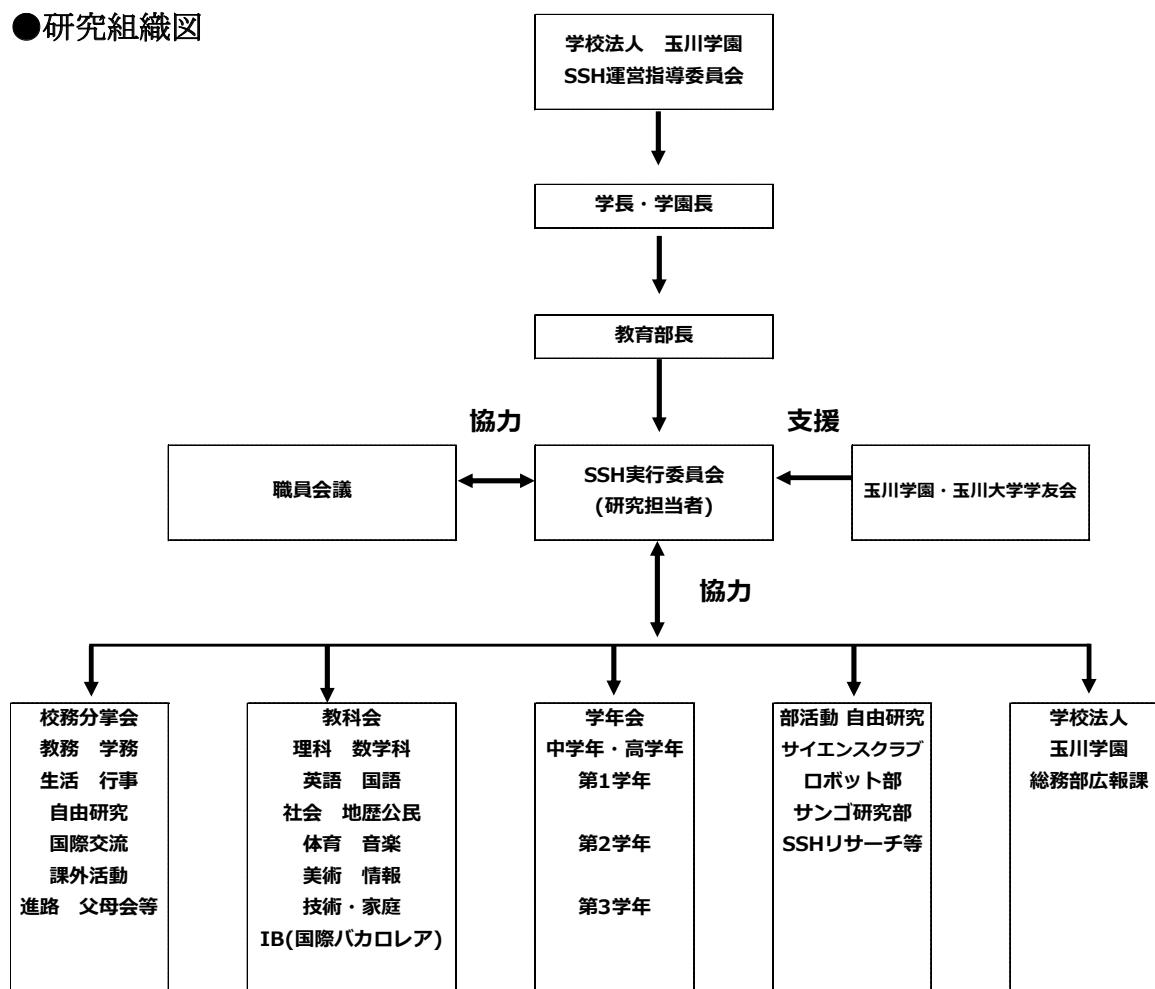 ●研究組織図
学校法人　玉川学園
SSH運営指導委員会
学長・学園長
教育部長
協力
支援
職員会議
SSH実行委員会
(研究担当者)
玉川学園・玉川大学学友会
協力
校務分掌会
教務　学務
生活　行事
自由研究
国際交流
課外活動
進路　父母会等
教科会
理科　数学科
英語　国語
社会　地歴公民
体育　音楽
美術　情報
技術・家庭
IB(国際バカロレア)
学年会
中学年・高学年
第1学年
第2学年
第3学年
部活動 自由研究
サイエンスクラブ
ロボット部
サンゴ研究部
SSHリサーチ等
学校法人
玉川学園
総務部広報課